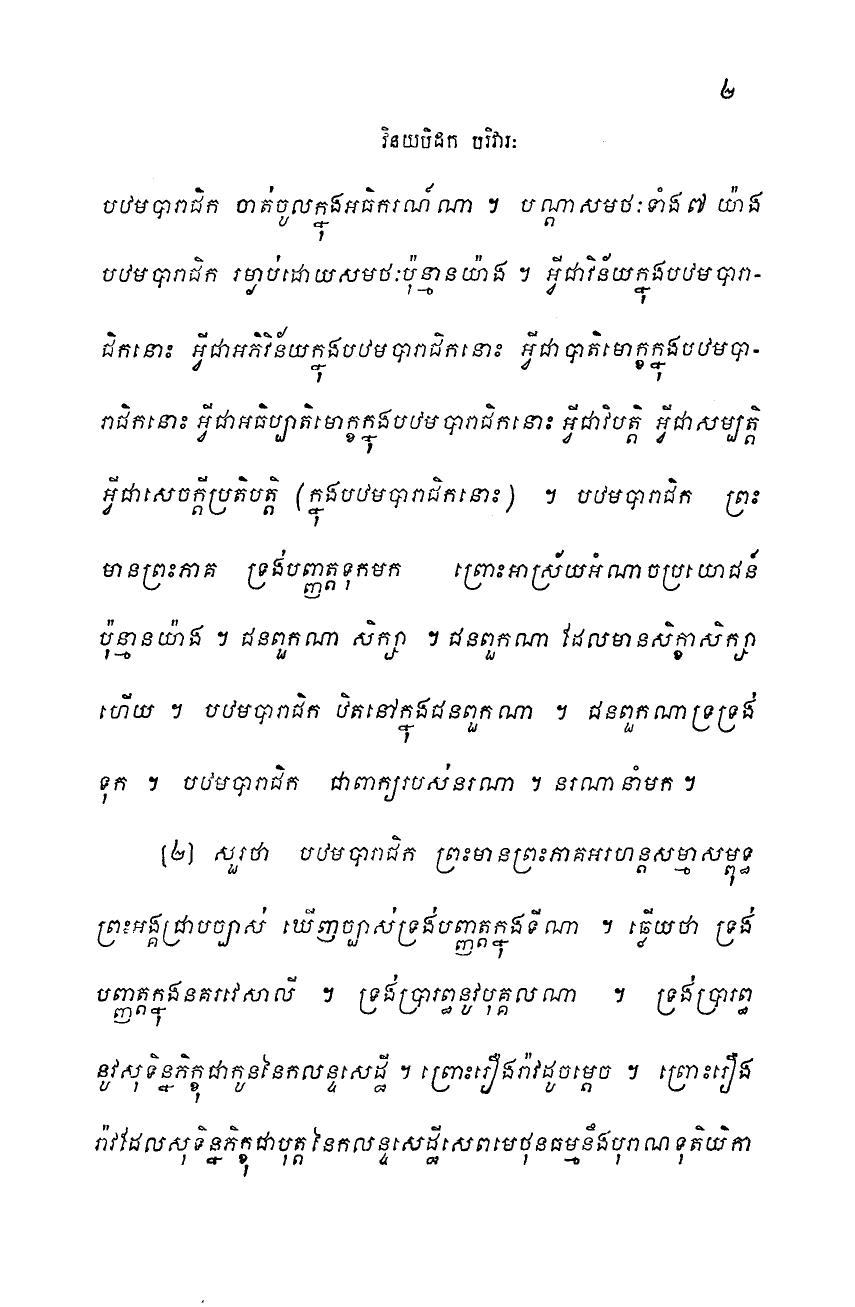 ២
វិនយបិដក បរិវារៈ
បឋមបារាជិក ចាត់ចូលក្នុងអធិករណ៍ណា ។ បណ្តាសមថៈទាំង៧ យ៉ាង
បឋមបារាជិក រម្ងាប់ដោយសមថៈប៉ុន្មានយ៉ាង ។ អ្វីជាវិន័យក្នុងបឋមបារា-
ជិកនោះ អ្វីជាអភិវិន័យក្នុងបឋមបារាជិកនោះ អ្វីជាបាតិមោក្ខក្នុងបឋមបា-
រាជិកនោះ អ្វីជាអធិប្បាតិមោក្ខក្នុងបឋមបារាជិកនោះ អ្វីជាវិបត្តិ អ្វីជាសម្បត្តិ
អ្វីជាសេចក្តីប្រតិបត្តិ (ក្នុងបឋមបារាជិកនោះ) ។ បឋមបារាជិក ព្រះ
មានព្រះភាគ ទ្រង់បញ្ញត្តទុកមក ព្រោះអាស្រ័យអំណាចប្រយោជន៍
ប៉ុន្មានយ៉ាង ។ ជនពួកណា សិក្សា ។ ជនពួកណា ដែលមានសិក្ខាសិក្សា
ហើយ ។ បឋមបារាជិក ឋិតនៅក្នុងជនពួកណា ។ ជនពួកណាទ្រទ្រង់
ទុក ។ បឋមបារាជិក ជាពាក្យរបស់នរណា ។ នរណានាំមក ។
(២) សួរថា បឋមបារាជិក ព្រះមានព្រះភាគអរហន្តសម្មាសម្ពុទ្ធ
ព្រះអង្គជ្រាបច្បាស់ ឃើញច្បាស់ទ្រង់បញ្ញត្តក្នុងទីណា ។ ឆ្លើយថា ទ្រង់
បញ្ញត្តក្នុងនគរវេសាលី ។ ទ្រង់ប្រារព្ធនូវបុគ្គលណា ។ ទ្រង់ប្រារព្ធ
នូវសុទិន្នភិក្ខុជាកូននៃកលន្ទសេដ្ឋី ។ ព្រោះរឿងរ៉ាវដូចម្តេច ។ ព្រោះរឿង
រ៉ាវដែលសុទិន្នភិក្ខុជាបុត្តនៃកលន្ទសេដ្ឋីសេពមេថុនធម្មនឹងបុរាណទុតិយិកា